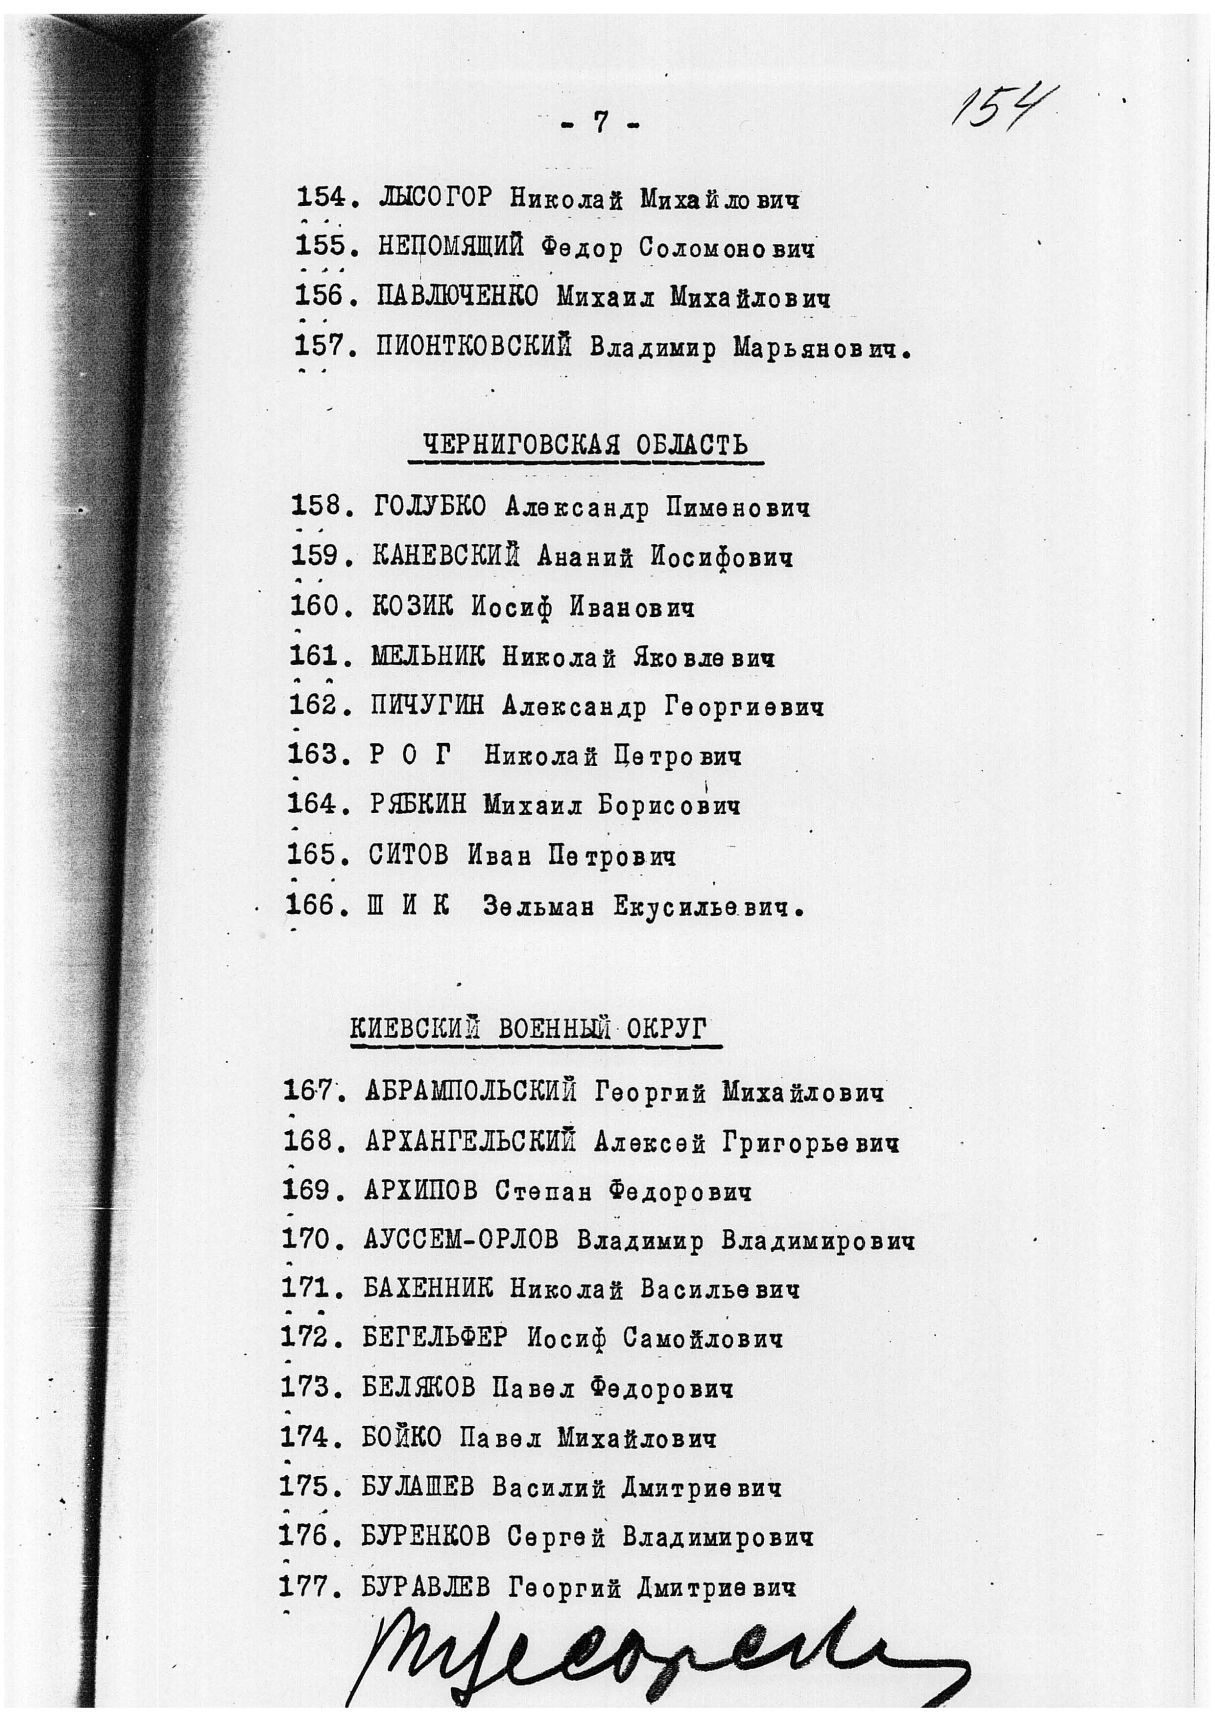 154
- 7 -
154. ЛЫСОГОР Николай Михайлович
155. НЕПОМЯЩИЙ Федор Соломонович
156. ПАВЛЮЧЕНКО Михаил Михайлович
157. ПИОНТКОВСКИЙ Владимир Марьянович.
ЧЕРНИГОВСКАЯ ОБЛАСТЬ
158. ГОЛУБКО Александр Пименович
159. КАНЕВСКИЙ Ананий Иосифович
160. КОЗИК Иосиф Иванович
161. МЕЛЬНИК Николай Яковлевич
162. ПИЧУГИН Александр Георгиевич
163. Р О Г Николай Петрович
164. РЯБКИН Михаил Борисович
165. СИТОВ Иван Петрович
166. Ш И К Зельман Екусильевич.
КИЕВСКИЙ ВОЕННЫЙ ОКРУГ
167. АБРАМПОЛЬСКИЙ Георгий Михайлович
168. АРХАНГЕЛЬСКИЙ Алексей Григорьевич
169. АРХИПОВ Степан Федорович
170. АУССЕМ-ОРЛОВ Владимир Владимирович
171. БАХЕННИК Николай Васильевич
172. БЕГЕЛЬФЕР Иосиф Самойлович
173. БЕЛЯКОВ Павел Федорович
174. БОЙКО Павел Михайлович
175. БУЛАШЕВ Василий Дмитриевич
176. БУРЕНКОВ Сергей Владимирович
177. БУРАВЛЕВ Георгий Дмитриевич